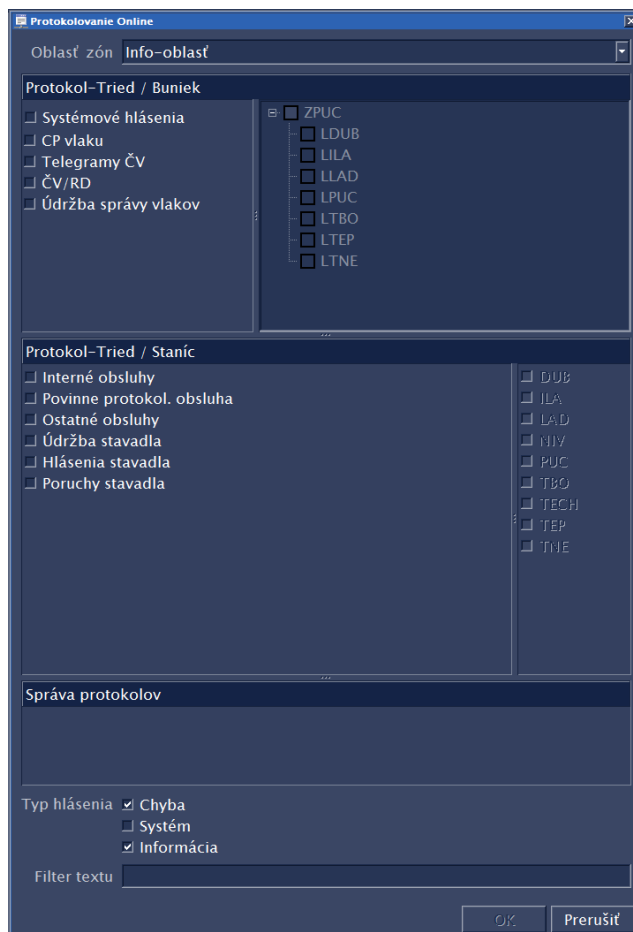 Protokolovanie Online
Oblasť zón Info-oblasť
Protokol-Tried / Buniek
Systémové hlásenia
CP vlaku
Telegramy ČV
ČV/RD
Údržba správy vlakov
ZPUC
LDUB
LILA
LLAD
LPUC
LTBO
LTEP
LTNE
Protokol-Tried / Staníc
Interné obsluhy
Povinne protokol. obsluha
Ostatné obsluhy
Údržba stavadla
Hlásenia stavadla
Poruchy stavadla
DUB
ILA
LAD
NIV
PUC
TBO
TECH
TEP
TNE
Správa protokolov
Typ hlásenia Chyba
Systém
Informácia
Filter textu
OK Prerušiť